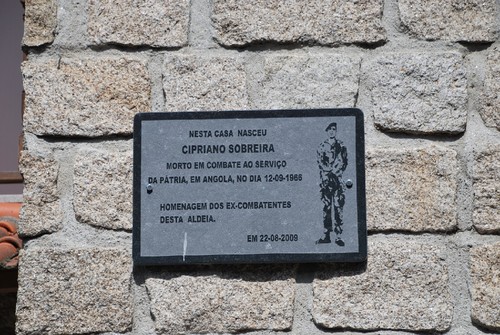 NESTA CASA NASCEU
CIPRIANO SOBREIRA
MORTO EM COMBATE AO SERVIÇO
DA PÀTRIA, EM ANGOLA, NO DIA 12-09-1966
HOMENAGEM DOS EX-COMBATENTES
DESTA ALDEIA.
EM 22-08-2009